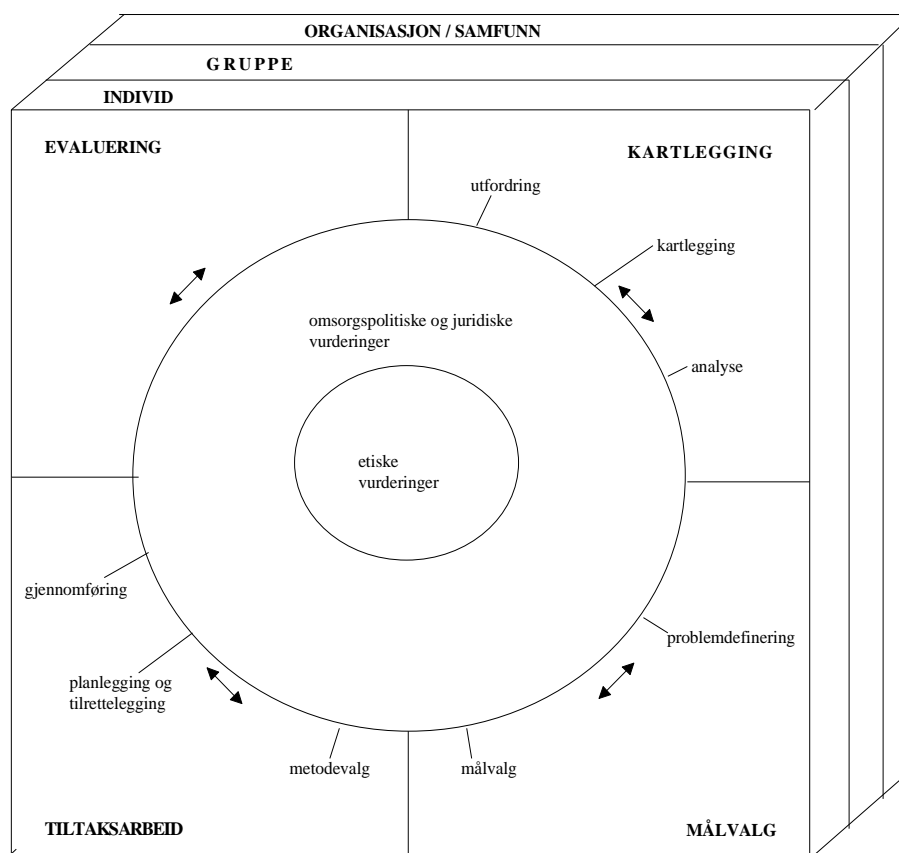 ORGANISASJON / SAMFUNN
GRUPPE
INDIVID
EVALUERING
KARTLEGGING
utfordring
kartlegging
omsorgspolitiske og juridiske
vurderinger
analyse
etiske
vurderinger
gjennomføring
problemdefinering
planlegging og
tilrettelegging
metodevalg
målvalg
TILTAKSARBEID
MÅLVALG